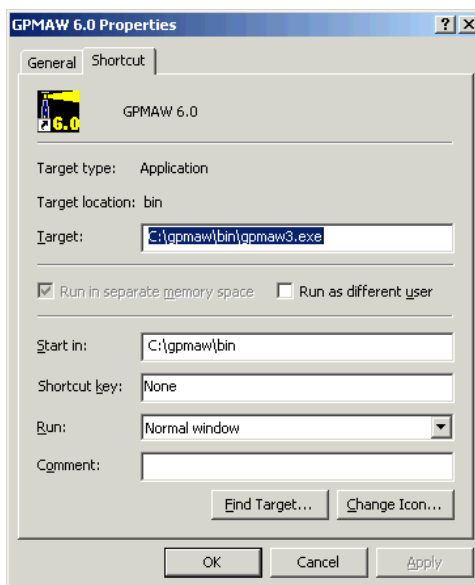 GPMAW 6.0 Properties
General Shortcut
6.0 GPMAW 6.0
Target type: Application
Target location: bin
Target: C:\gpmaw\bin\gpmaw3.exe
Run in separate memory space Run as different user
Start in: C:\gpmaw\bin
Shortcut key: None
Run: Normal window
Comment:
Find Target... Change Icon...
OK Cancel Apply